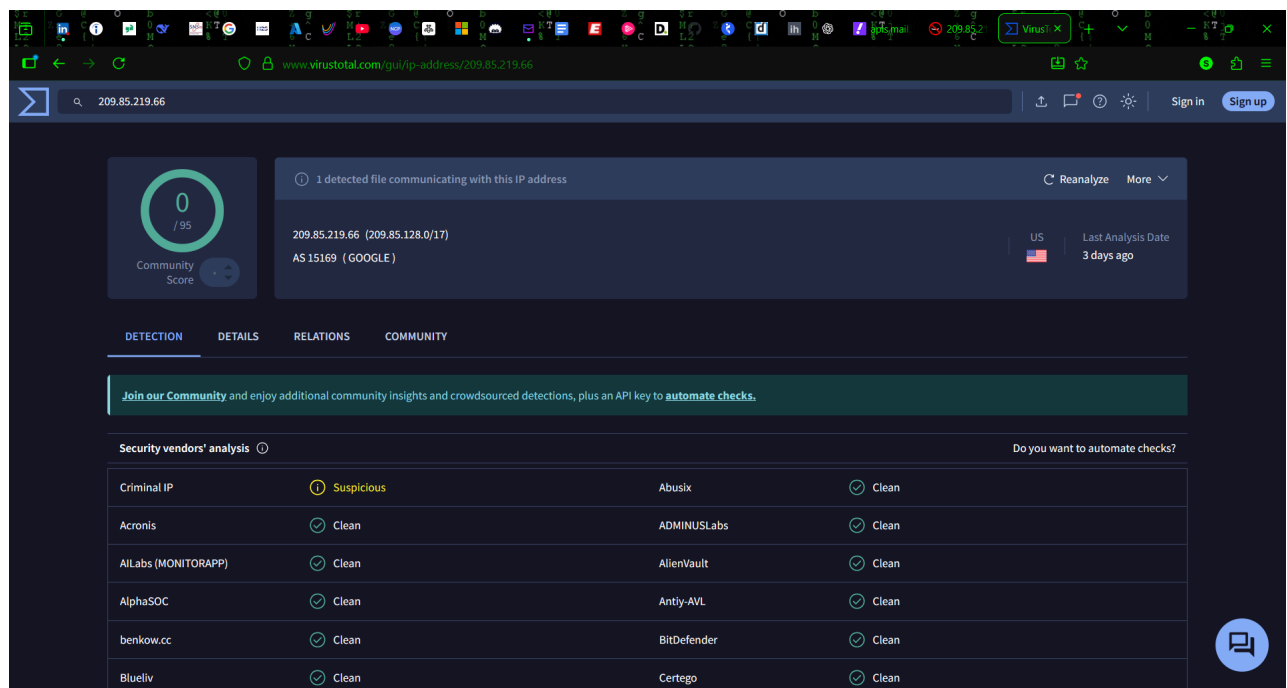 in
apis.mail
209.85.2
VirusT
www.virustotal.com/gui/ip-address/209.85.219.66
209.85.219.66
Sign in
Sign up
0
/ 95
Community
Score
1 detected file communicating with this IP address
Reanalyze
More
209.85.219.66 (209.85.128.0/17)
AS 15169 ( GOOGLE )
US
Last Analysis Date
3 days ago
DETECTION DETAILS RELATIONS COMMUNITY
Join our Community and enjoy additional community insights and crowdsourced detections, plus an API key to automate checks.
Security vendors' analysis
Do you want to automate checks?
Criminal IP Suspicious Abusix Clean
Acronis Clean ADMINUSLabs Clean
AILabs (MONITORAPP) Clean AlienVault Clean
AlphaSOC Clean Antiy-AVL Clean
benkow.cc Clean BitDefender Clean
Blueliv Clean Certego Clean